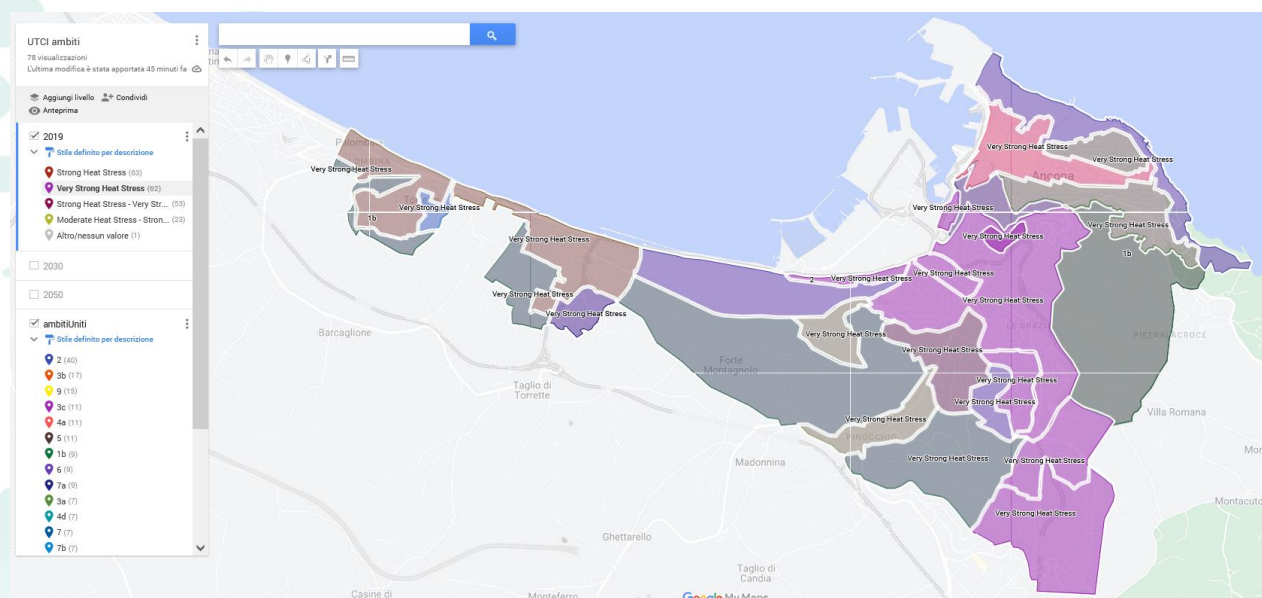 UTCI ambiti
78 visualizzazioni
L'ultima modifica è stata apportata 45 minuti fa
Aggiungi livello Condividi
Anteprima
2019
Stile definito per descrizione
Strong Heat Stress (63)
Very Strong Heat Stress (62)
Strong Heat Stress - Very Str... (53)
Moderate Heat Stress - Stron... (23)
Altro/nessun valore (1)
2030
2050
ambitiUniti
Stile definito per descrizione
2 (40)
3b (17)
9 (15)
3c (11)
4a (11)
5 (11)
1b (9)
6 (9)
7a (9)
3a (7)
4d (7)
7 (7)
7b (7)
Very Strong Heat Stress
Very Strong Heat Stress
Very Strong Heat Stress
Ancona
Very Strong Heat Stress
Very Strong Heat Stress
Very Strong Heat Stress
1b
Very Strong Heat Stress
Very Strong Heat Stress
Very Strong Heat Stress
1b
Very Strong Heat Stress
2
Very Strong Heat Stress
Very Strong Heat Stress
Very Strong Heat Stress
Very Strong Heat Stress
Very Strong Heat Stress
LE GRAZIE
PIETRALACROCE
Barcaglione
Very Strong Heat Stress
Very Strong Heat Stress
Forte
Montagnolo
Very Strong Heat Stress
Taglio di
Torrette
Very Strong Heat Stress
Villa Romana
Very Strong Heat Stress
PINOCCHIO
Very Strong Heat Stress
Very Strong Heat Stress
Madonnina
Montacuto
Very Strong Heat Stress
Ghettarello
Taglio di
Candia
Casine di
Monteferro
Google My Maps